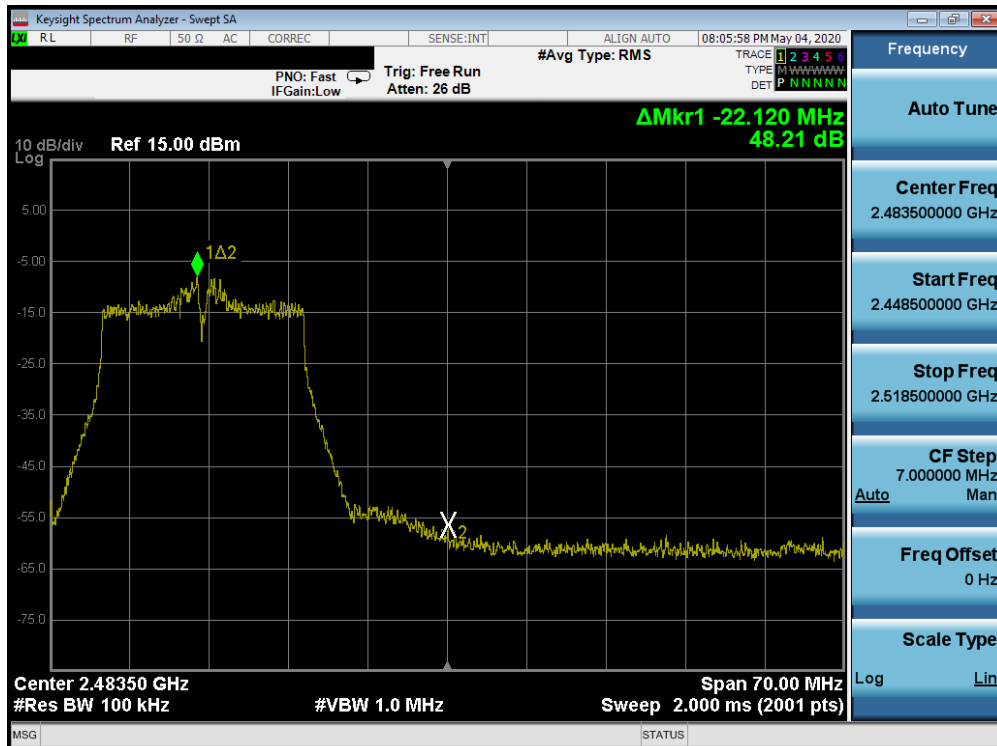 Keysight Spectrum Analyzer - Swept SA
LXI RL RF 50 Ω AC CORREC SENSE:INT ALIGN AUTO 08:05:58 PM May 04, 2020
Frequency
#Avg Type: RMS
TRACE 1 2 3 4 5 6
TYPE M W W W W W
DET P N N N N N
PNO: Fast
IFGain:Low
Trig: Free Run
Atten: 26 dB
Auto Tune
ΔMkr1 -22.120 MHz
48.21 dB
10 dB/div
Log
Ref 15.00 dBm
5.00
-5.00
-15.0
-25.0
-35.0
-45.0
-55.0
-65.0
-75.0
1Δ2
X2
Center Freq
2.483500000 GHz
Start Freq
2.448500000 GHz
Stop Freq
2.518500000 GHz
CF Step
7.000000 MHz
Auto Man
Freq Offset
0 Hz
Scale Type
Log Lin
Center 2.48350 GHz
Span 70.00 MHz
#Res BW 100 kHz
#VBW 1.0 MHz
Sweep 2.000 ms (2001 pts)
MSG
STATUS